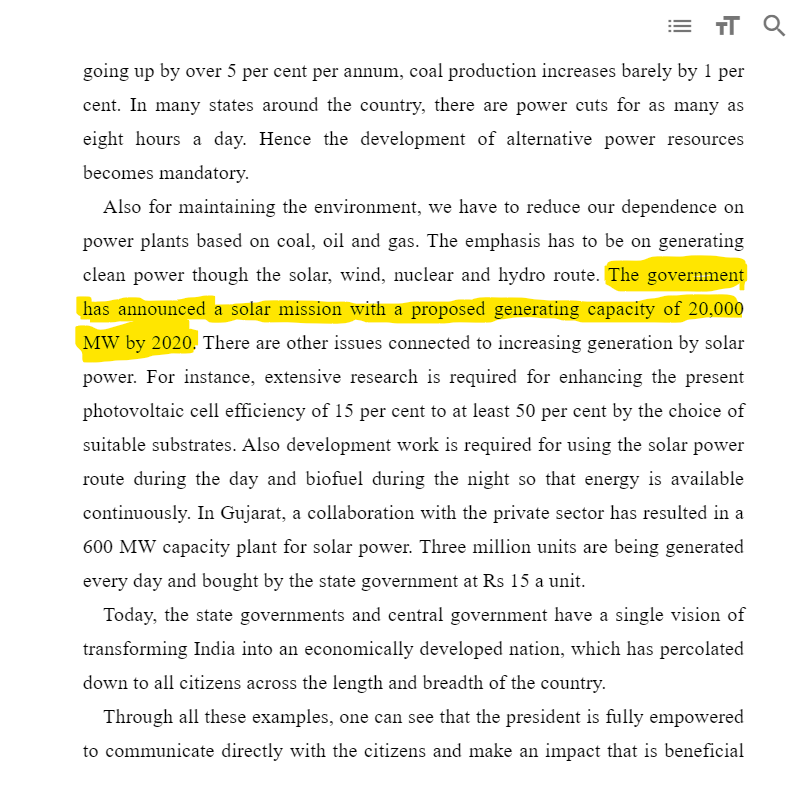 going up by over 5 per cent per annum, coal production increases barely by 1 per
cent. In many states around the country, there are power cuts for as many as
eight hours a day. Hence the development of alternative power resources
becomes mandatory.
Also for maintaining the environment, we have to reduce our dependence on
power plants based on coal, oil and gas. The emphasis has to be on generating
clean power though the solar, wind, nuclear and hydro route. The government
has announced a solar mission with a proposed generating capacity of 20,000
MW by 2020. There are other issues connected to increasing generation by solar
power. For instance, extensive research is required for enhancing the present
photovoltaic cell efficiency of 15 per cent to at least 50 per cent by the choice of
suitable substrates. Also development work is required for using the solar power
route during the day and biofuel during the night so that energy is available
continuously. In Gujarat, a collaboration with the private sector has resulted in a
600 MW capacity plant for solar power. Three million units are being generated
every day and bought by the state government at Rs 15 a unit.
Today, the state governments and central government have a single vision of
transforming India into an economically developed nation, which has percolated
down to all citizens across the length and breadth of the country.
Through all these examples, one can see that the president is fully empowered
to communicate directly with the citizens and make an impact that is beneficial